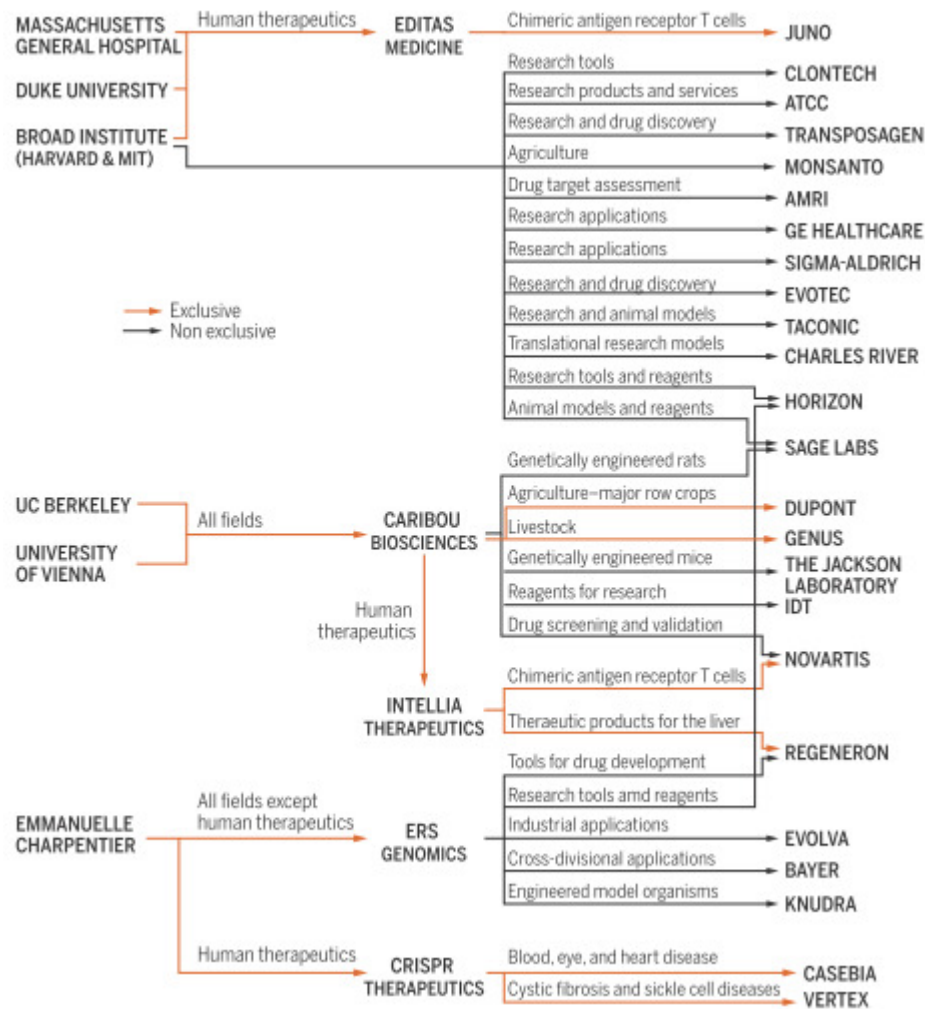 MASSACHUSETTS
GENERAL HOSPITAL
Human therapeutics
EDITAS
MEDICINE
Chimeric antigen receptor T cells
JUNO
DUKE UNIVERSITY
BROAD INSTITUTE
(HARVARD & MIT)
Research tools
CLONTECH
Research products and services
ATCC
Research and drug discovery
TRANSPOSAGEN
Agriculture
MONSANTO
Drug target assessment
AMRI
Research applications
GE HEALTHCARE
Research applications
SIGMA-ALDRICH
Research and drug discovery
EVOTEC
Research and animal models
TACONIC
Translational research models
CHARLES RIVER
Research tools and reagents
HORIZON
Animal models and reagents
SAGE LABS
Exclusive
Non exclusive
UC BERKELEY
UNIVERSITY
OF VIENNA
All fields
CARIBOU
BIOSCIENCES
Genetically engineered rats
Agriculture–major row crops
DUPONT
Livestock
GENUS
Genetically engineered mice
THE JACKSON
LABORATORY
Reagents for research
IDT
Drug screening and validation
NOVARTIS
Human
therapeutics
INTELLIA
THERAPEUTICS
Chimeric antigen receptor T cells
Theraeutic products for the liver
REGENERON
EMMANUELLE
CHARPENTIER
All fields except
human therapeutics
ERS
GENOMICS
Tools for drug development
Research tools amd reagents
Industrial applications
EVOLVA
Cross-divisional applications
BAYER
Engineered model organisms
KNUDRA
Human therapeutics
CRISPR
THERAPEUTICS
Blood, eye, and heart disease
CASEBIA
Cystic fibrosis and sickle cell diseases
VERTEX